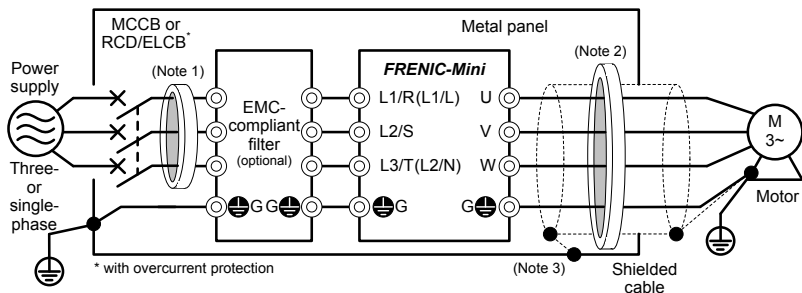 MCCB or
RCD/ELCB*
Metal panel
(Note 1)
(Note 2)
Power
supply
FRENIC-Mini
EMC-
compliant
filter
(optional)
L1/R(L1/L)
U
L2/S
V
L3/T(L2/N)
W
G
G
G
G
M
3~
Motor
Three-
or
single-
phase
* with overcurrent protection
(Note 3)
Shielded
cable